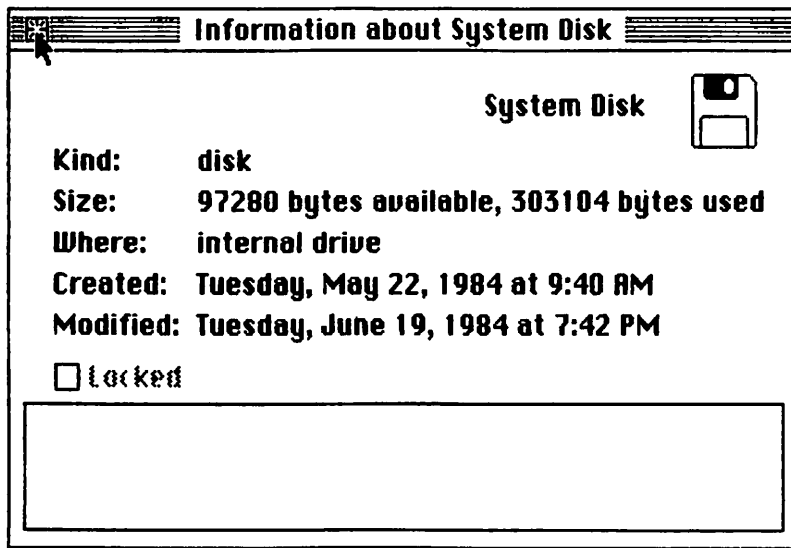 Information about System Disk
System Disk
Kind: disk
Size: 97280 bytes available, 303104 bytes used
Where: internal drive
Created: Tuesday, May 22, 1984 at 9:40 AM
Modified: Tuesday, June 19, 1984 at 7:42 PM
Locked